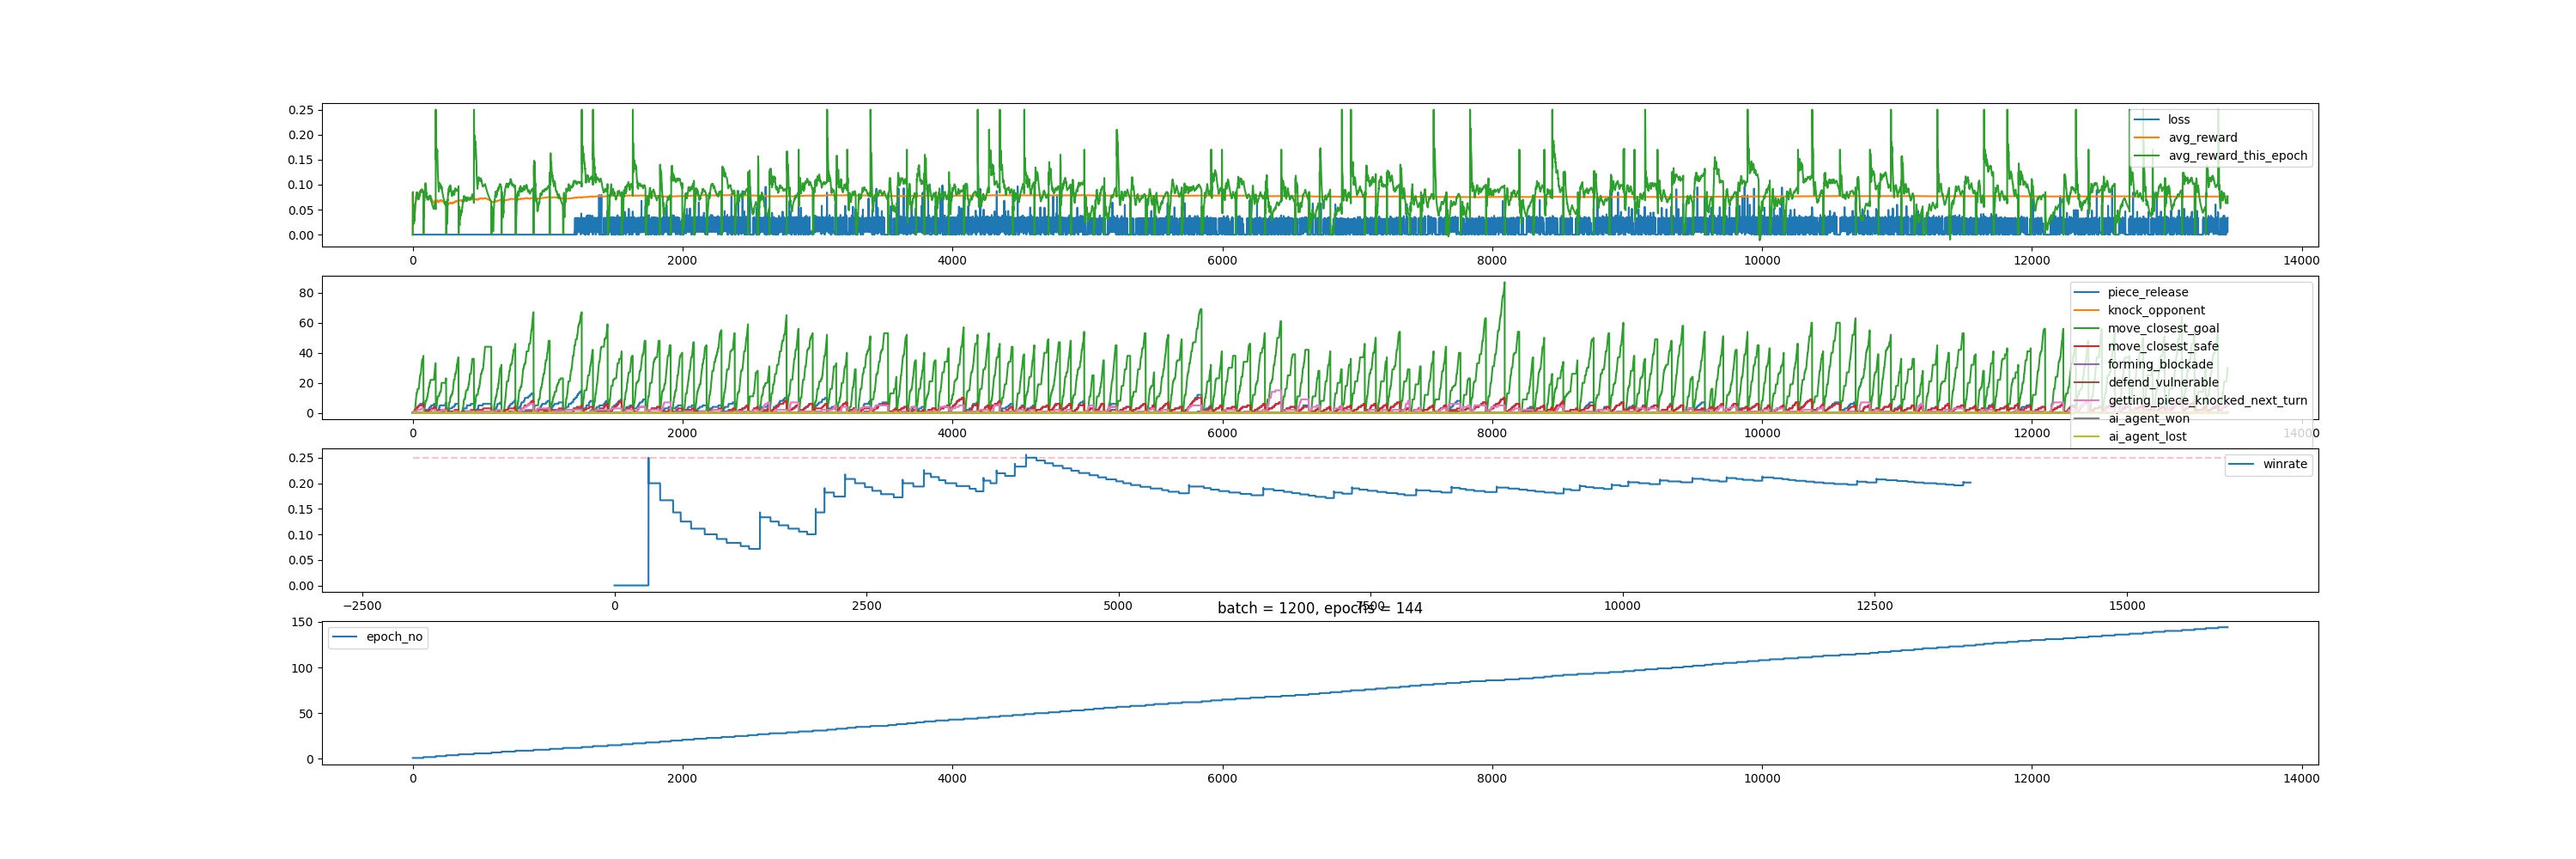 0.25
0.20
0.15
0.10
0.05
0.00
loss
avg_reward
avg_reward_this_epoch
0 2000 4000 6000 8000 10000 12000 14000
80
60
40
20
0
piece_release
knock_opponent
move_closest_goal
move_closest_safe
forming_blockade
defend_vulnerable
getting_piece_knocked_next_turn
ai_agent_won
ai_agent_lost
0 2000 4000 6000 8000 10000 12000 14000
0.25
0.20
0.15
0.10
0.05
0.00
winrate
−2500 0 2500 5000 7500 10000 12500 15000
batch = 1200, epochs = 144
150
100
50
0
epoch_no
0 2000 4000 6000 8000 10000 12000 14000